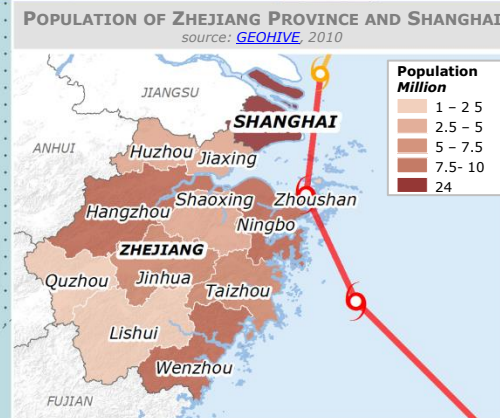 POPULATION OF ZHEJIANG PROVINCE AND SHANGHAI
source: GEOHIVE, 2010
Population
Million
1 – 2 5
2.5 – 5
5 – 7.5
7.5- 10
24
JIANGSU
SHANGHAI
ANHUI
Huzhou
Jiaxing
Hangzhou
Shaoxing
Zhoushan
Ningbo
ZHEJIANG
Quzhou
Jinhua
Taizhou
Lishui
Wenzhou
FUJIAN